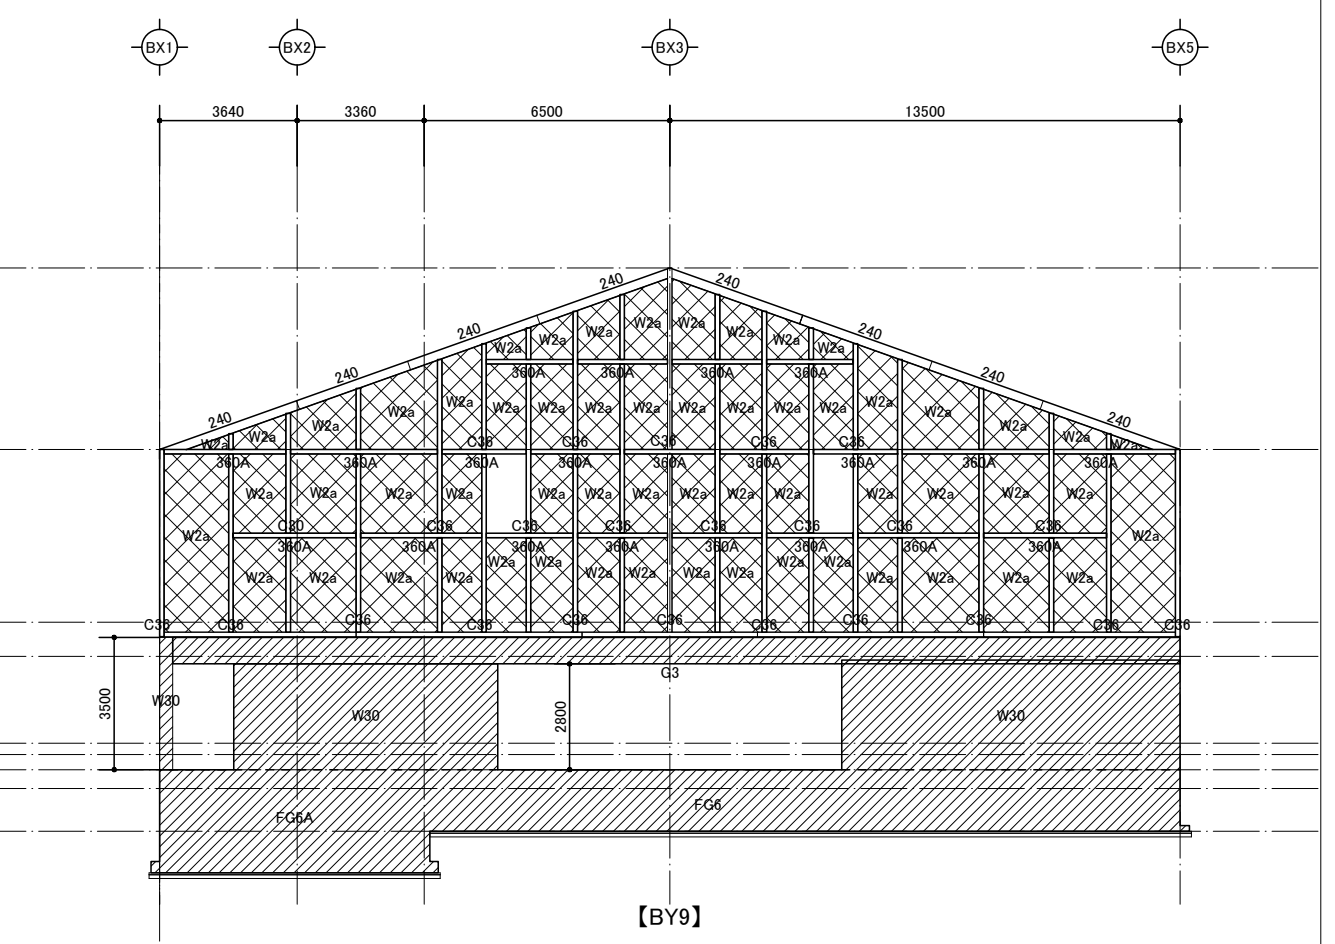 BX1 BX2 BX3 BX5
3640 3360 6500 13500
240 240
240 240
240 240
240 240
W2a W2a
W2a W2a W2a W2a
W2a W2a
360A 360A 360A 360A
W2a W2a W2a W2a W2a W2a W2a W2a W2a W2a W2a W2a
W2a W2a W2a W2a
W2a W2a
C36 C36 C36 C36 C36
360A 360A 360A 360A 360A 360A 360A 360A 360A
W2a W2a W2a W2a W2a W2a W2a W2a W2a W2a W2a W2a W2a W2a
C30 C36 C36 C36 C36 C36 C36 C36
W2a W2a
360A 360A 360A 360A 360A 360A 360A 360A
W2a W2a W2a W2a
W2a W2a W2a W2a
W2a W2a W2a W2a W2a W2a W2a W2a
C36 C36 C36 C36 C36 C36 C36 C36 C36 C36 C36
G3
3500 W30 W30 2800 W30
FG6A FG6
【BY9】